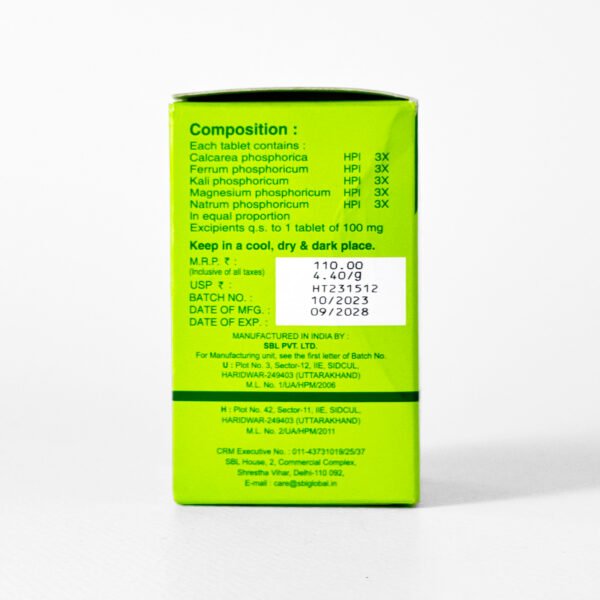 Composition :
Each tablet contains :
Calcarea phosphorica HPI 3X
Ferrum phosphoricum HPI 3X
Kali phosphoricum HPI 3X
Magnesium phosphoricum HPI 3X
Natrum phosphoricum HPI 3X
In equal proportion
Excipients q.s. to 1 tablet of 100 mg
Keep in a cool, dry & dark place.
M.R.P. ₹ : 110.00
(Inclusive of all taxes)
USP ₹ : 4.40/g
BATCH NO. : HT231512
DATE OF MFG. : 10/2023
DATE OF EXP. : 09/2028
MANUFACTURED IN INDIA BY :
SBL PVT. LTD.
For Manufacturing unit, see the first letter of Batch No.
U : Plot No. 3, Sector-12, IIE, SIDCUL,
HARIDWAR-249403 (UTTARAKHAND)
M.L. No. 1/UA/HPM/2006
H : Plot No. 42, Sector-11, IIE, SIDCUL,
HARIDWAR-249403 (UTTARAKHAND)
M.L. No. 2/UA/HPM/2011
CRM Executive No. : 011-43731019/25/37
SBL House, 2, Commercial Complex,
Shrestha Vihar, Delhi-110 092,
E-mail : care@sblglobal.in